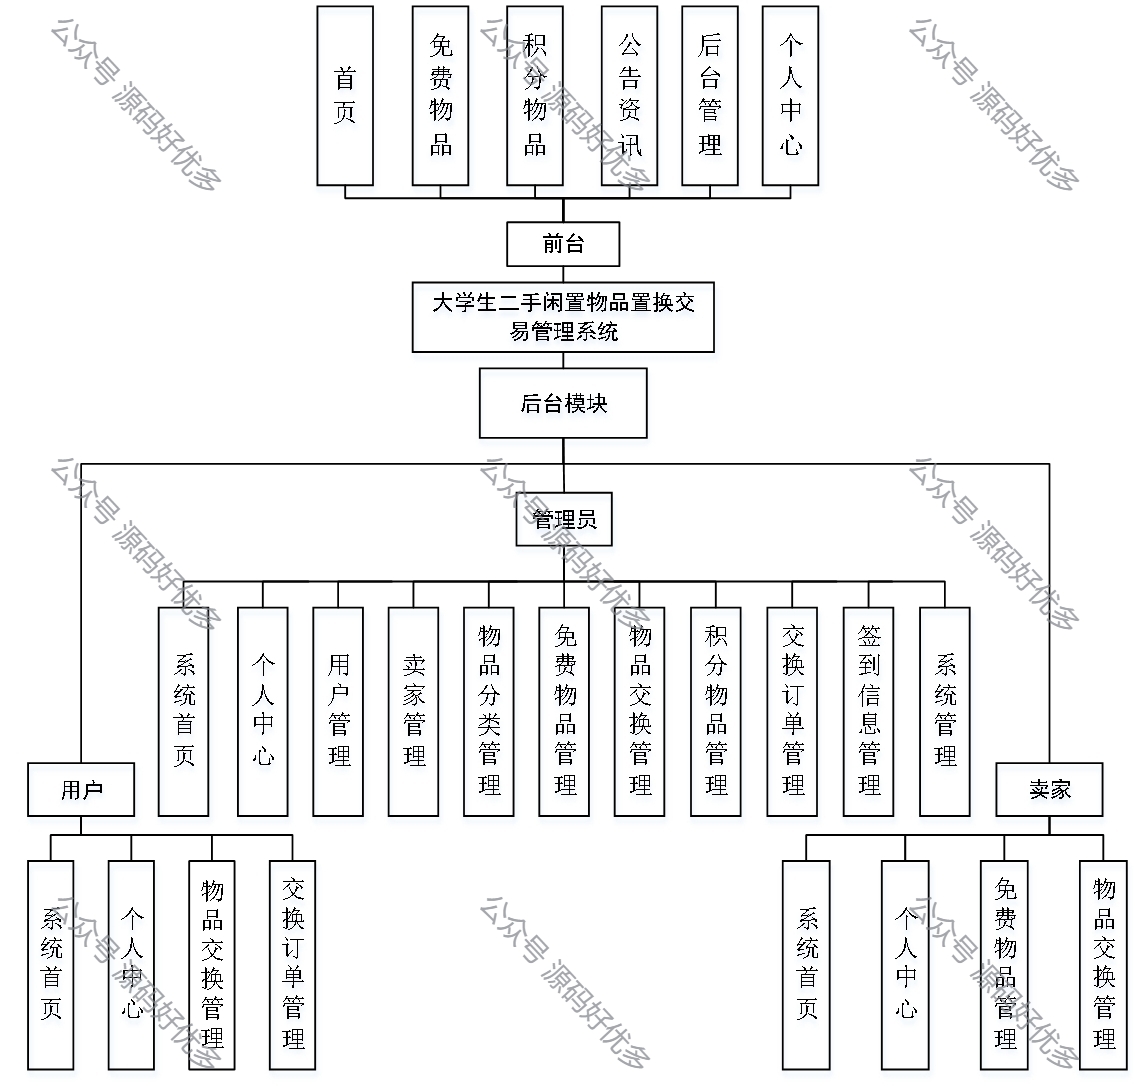 首页
免费物品
积分物品
公告资讯
后台管理
个人中心
前台
大学生二手闲置物品置换交
易管理系统
后台模块
管理员
系统首页
个人中心
用户管理
卖家管理
物品分类管理
免费物品管理
物品交换管理
积分物品管理
交换订单管理
签到信息管理
系统管理
用户
卖家
系统首页
个人中心
物品交换管理
交换订单管理
系统首页
个人中心
免费物品管理
物品交换管理
公众号 源码好优多
公众号 源码好优多
公众号 源码好优多
公众号 源码好优多
公众号 源码好优多
公众号 源码好优多
公众号 源码好优多
公众号 源码好优多
公众号 源码好优多